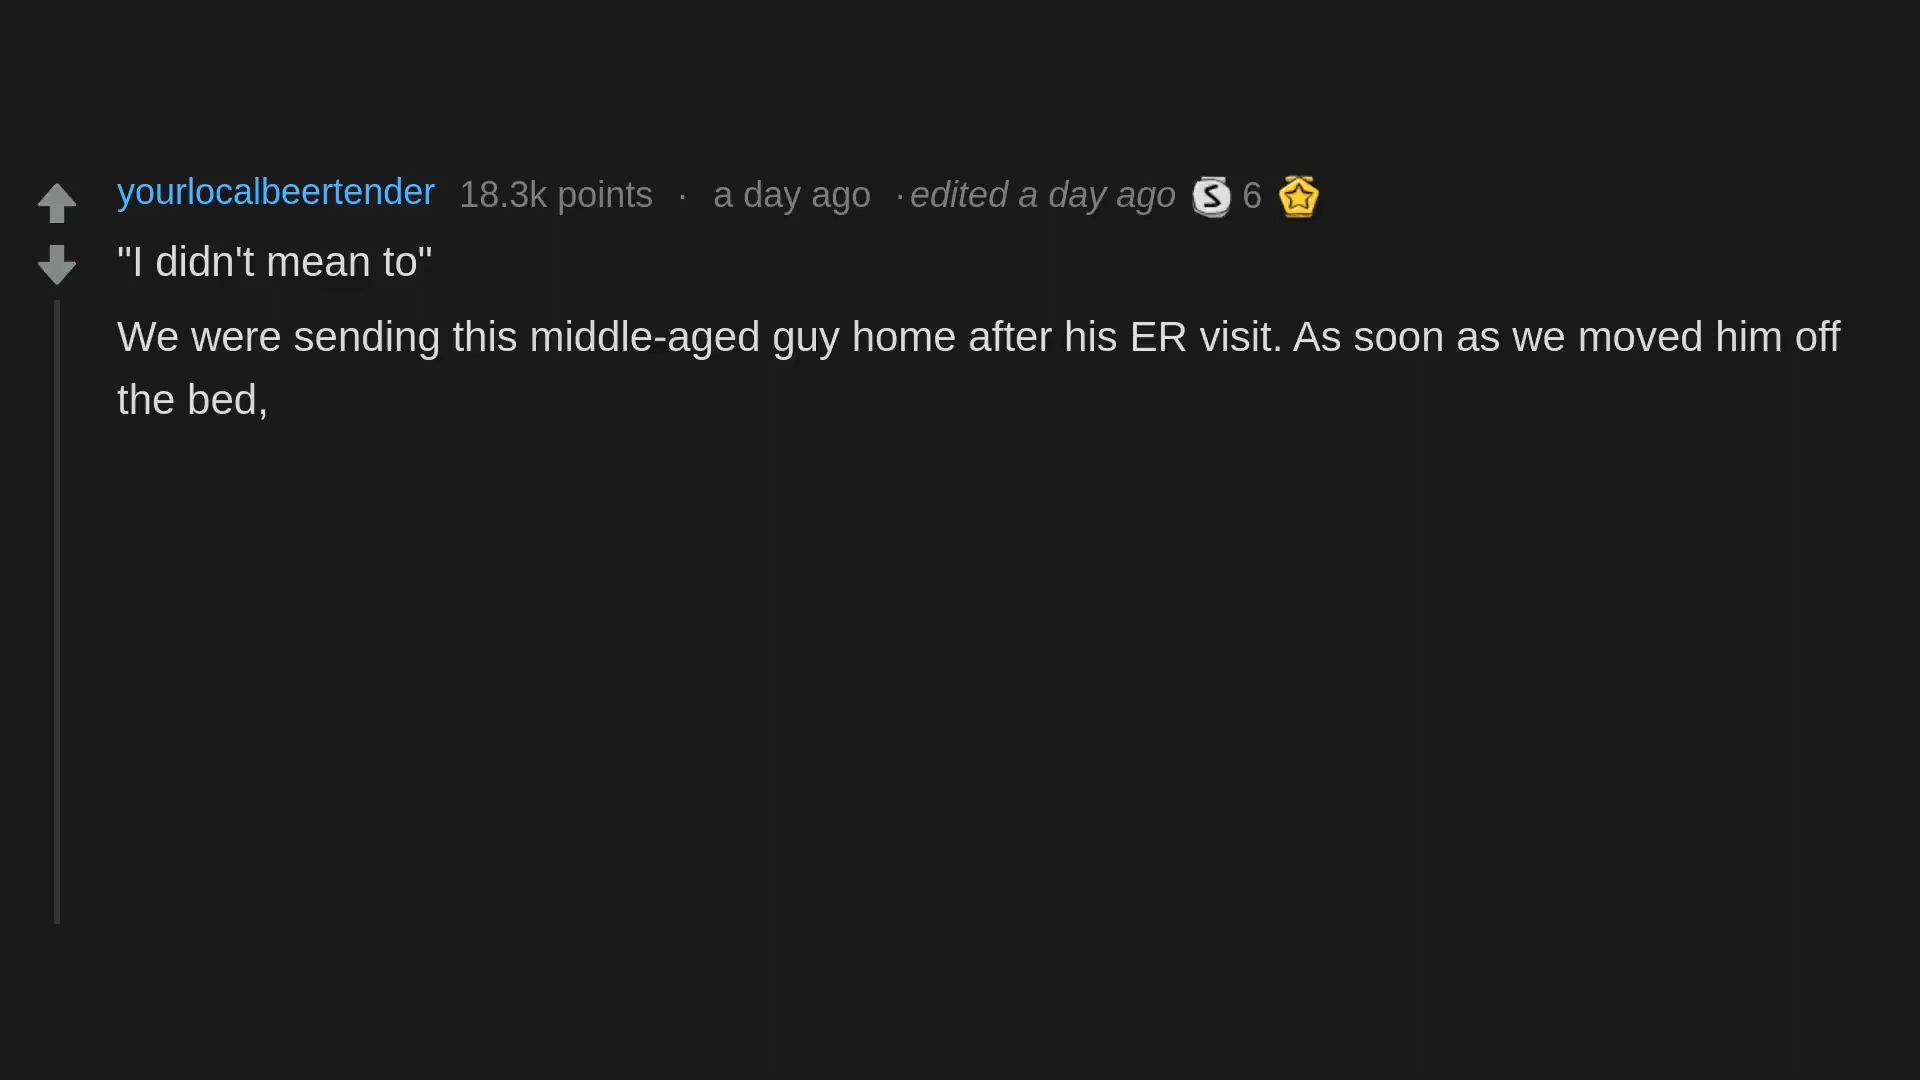 yourlocalbeertender 18.3k points · a day ago · edited a day ago S 6
"I didn't mean to"
We were sending this middle-aged guy home after his ER visit. As soon as we moved him off
the bed,